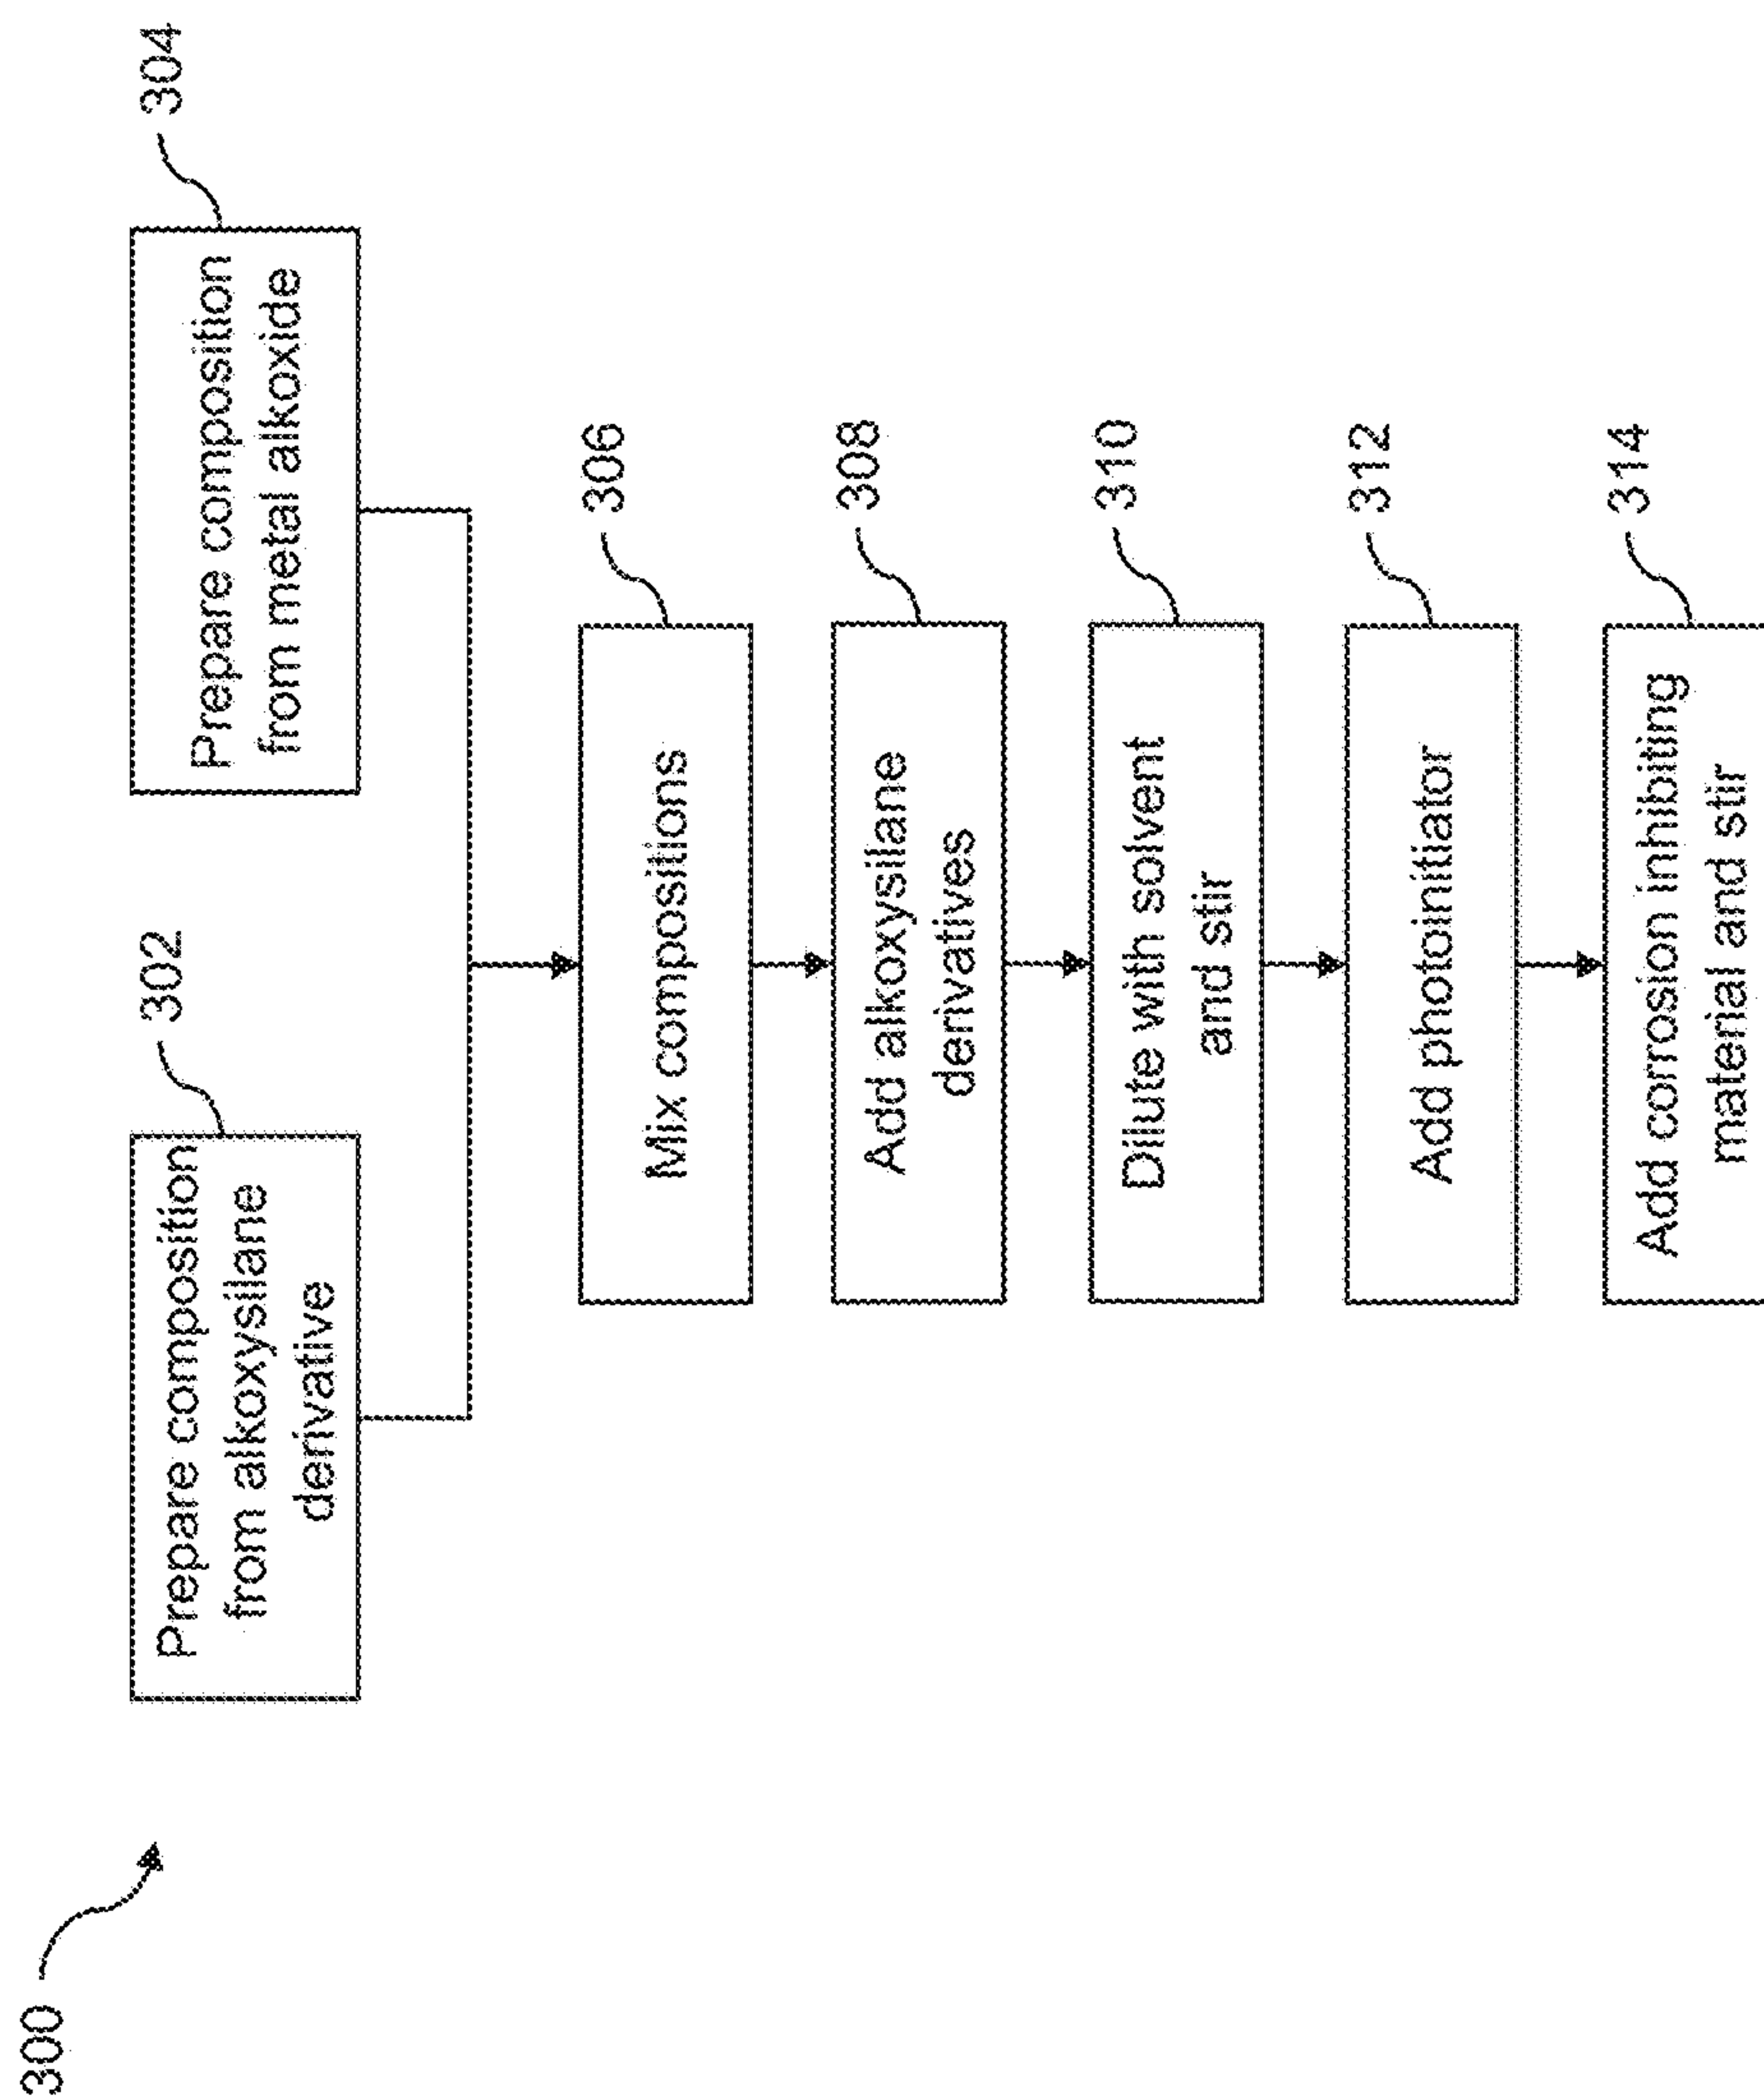 300
302
Prepare composition
from alkoxysilane
derivative
304
Prepare composition
from metal alkoxide
306
Mix compositions
308
Add alkoxysilane
derivatives
310
Dilute with solvent
and stir
312
Add photoinitiator
314
Add corrosion inhibiting
material and stir